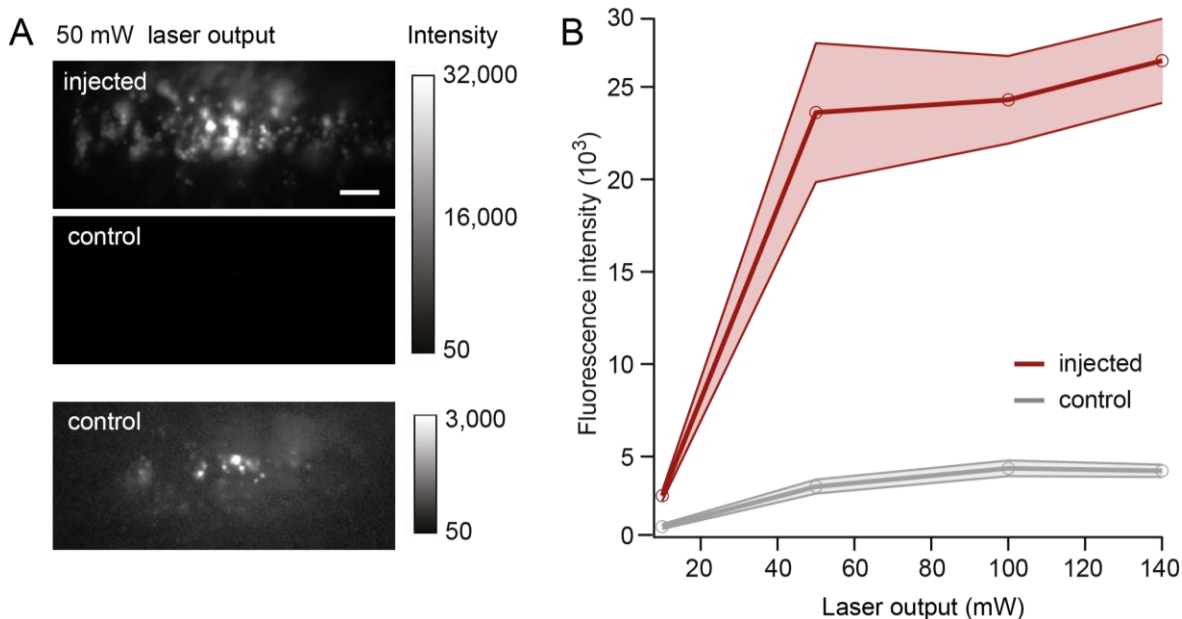 A
50 mW laser output
Intensity
injected
32,000
16,000
50
control
control
3,000
50
B
Fluorescence intensity (10³)
30
25
20
15
10
5
0
injected
control
20 40 60 80 100 120 140
Laser output (mW)